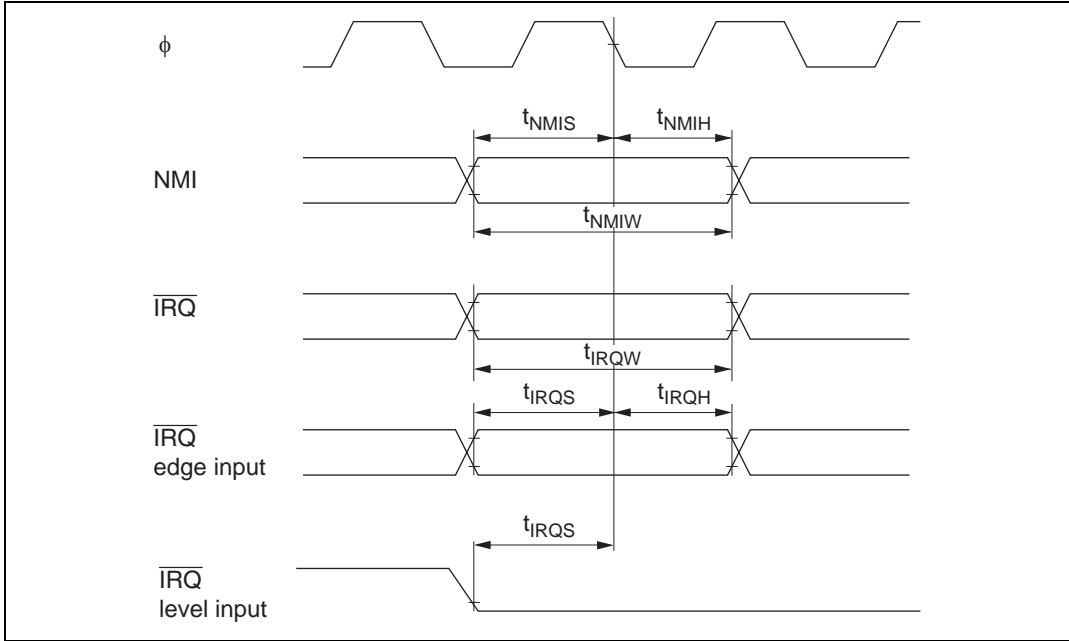 ϕ
tNMIS tNMIH
NMI
tNMIW
IRQ
tIRQW
tIRQS tIRQH
IRQ
edge input
tIRQS
IRQ
level input